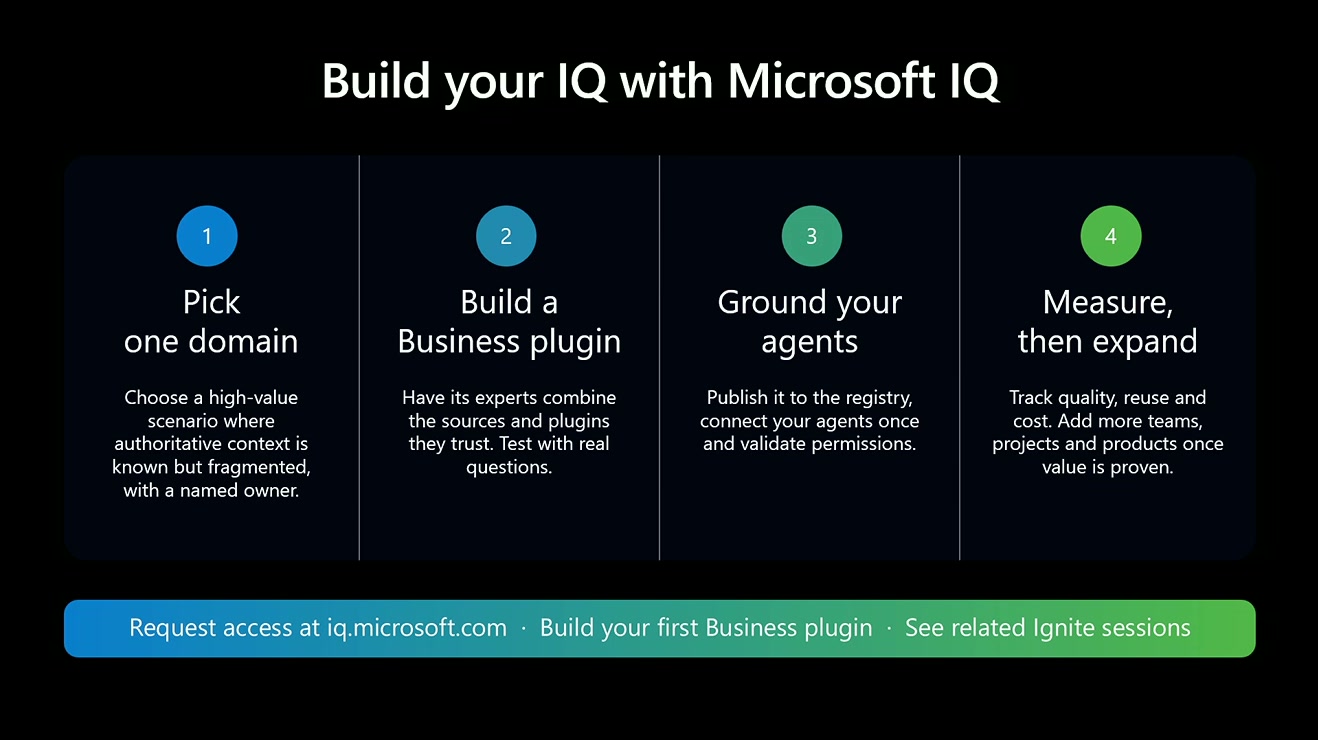 Build your IQ with Microsoft IQ
1
Pick
one domain
Choose a high-value
scenario where
authoritative context is
known but fragmented,
with a named owner.
2
Build a
Business plugin
Have its experts combine
the sources and plugins
they trust. Test with real
questions.
3
Ground your
agents
Publish it to the registry,
connect your agents once
and validate permissions.
4
Measure,
then expand
Track quality, reuse and
cost. Add more teams,
projects and products once
value is proven.
Request access at iq.microsoft.com · Build your first Business plugin · See related Ignite sessions